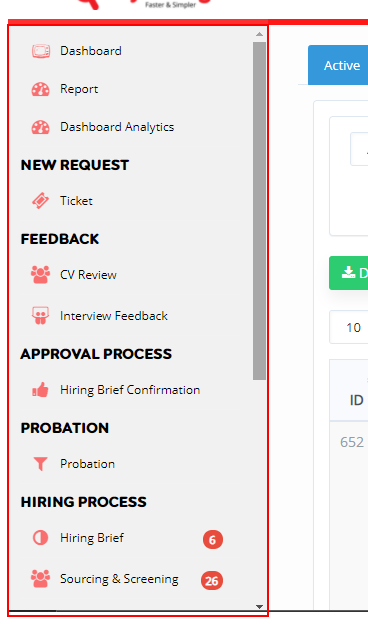 Faster & Simpler
Dashboard
Report
Dashboard Analytics
NEW REQUEST
Ticket
FEEDBACK
CV Review
Interview Feedback
APPROVAL PROCESS
Hiring Brief Confirmation
PROBATION
Probation
HIRING PROCESS
Hiring Brief 6
Sourcing & Screening 26
Active
D
10
ID
652